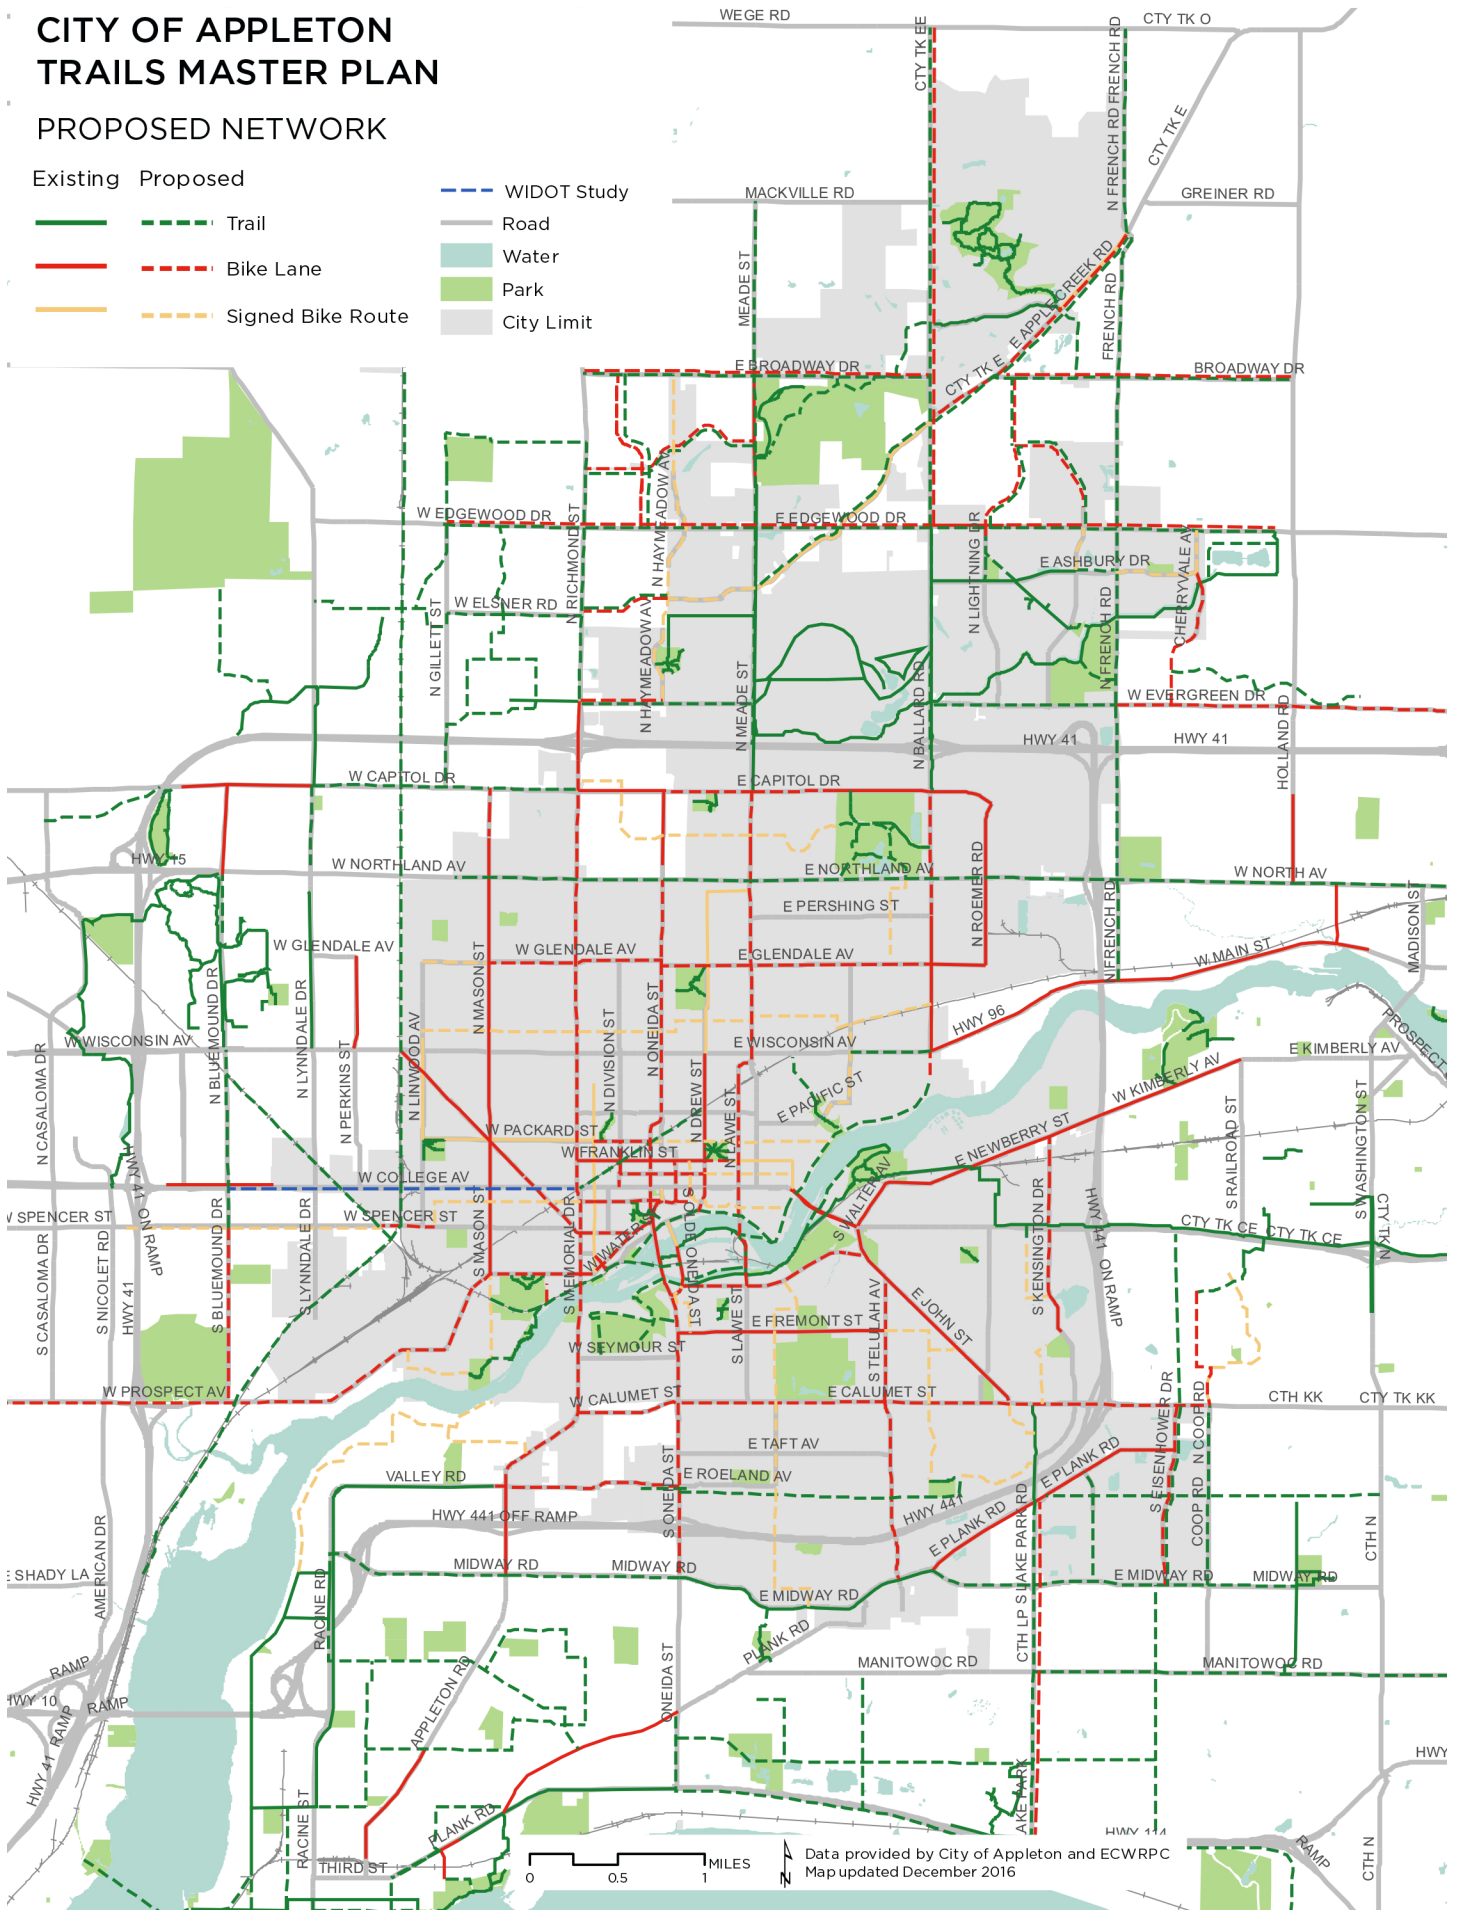 CITY OF APPLETON
TRAILS MASTER PLAN
PROPOSED NETWORK
Existing Proposed
Trail
Bike Lane
Signed Bike Route
WIDOT Study
Road
Water
Park
City Limit
WEGE RD
CTY TK O
CTY TK EE
N FRENCH RD
FRENCH RD
CTY TK E
MACKVILLE RD
GREINER RD
MEADE ST
E APPLE CREEK RD
FRENCH RD
E BROADWAY DR
CTY TK E
BROADWAY DR
W EDGEWOOD DR
E EDGEWOOD DR
N RICHMOND ST
N HAYMEADOW AV
N LIGHTNING DR
E ASHBURY DR
CHERRYVALE AV
W ELSNER RD
N GILLETT ST
N HAYMEADOW AV
N MEADE ST
N BALLARD RD
N FRENCH RD
W EVERGREEN DR
HOLLAND RD
HWY 41
HWY 41
W CAPITOL DR
E CAPITOL DR
HWY 15
W NORTHLAND AV
E NORTHLAND AV
W NORTH AV
N ROEMER RD
E PERSHING ST
N FRENCH RD
MADISON ST
W GLENDALE AV
W GLENDALE AV
E GLENDALE AV
W MAIN ST
N BLUEMOUND DR
N LYNNDALE DR
N MASON ST
N ONEIDA ST
N DIVISION ST
HWY 96
W WISCONSIN AV
E WISCONSIN AV
PROSPECT
E KIMBERLY AV
N CASALOMA DR
N PERKINS ST
N LINWOOD AV
N DREW ST
N LAWE ST
E PACIFIC ST
W KIMBERLY AV
W PACKARD ST
W FRANKLIN ST
E NEWBERRY ST
S RAILROAD ST
S WASHINGTON ST
W COLLEGE AV
HWY 41 ON RAMP
W SPENCER ST
W SPENCER ST
S OLDE ONEIDA ST
S WALTER AV
S KENSINGTON DR
HWY 441 ON RAMP
CTY TK CE
CTY TK CE
CTY TK N
S CASALOMA DR
S NICOLET RD
HWY 41
S BLUEMOUND DR
S LYNNDALE DR
S MASON ST
S MEMORIAL DR
W WATER
S LAWE ST
E FREMONT ST
S TELULAH AV
E JOHN ST
W SEYMOUR ST
W PROSPECT AV
W CALUMET ST
E CALUMET ST
S EISENHOWER DR
N COOP RD
CTH KK
CTY TK KK
E TAFT AV
VALLEY RD
S ONEIDA ST
E ROELAND AV
E PLANK RD
HWY 441 OFF RAMP
HWY 441
E PLANK RD
COOP RD
CTH N
AMERICAN DR
E SHADY LA
RACINE RD
MIDWAY RD
MIDWAY RD
E MIDWAY RD
CTH LP
S LAKE PARK RD
E MIDWAY RD
MIDWAY RD
PLANK RD
MANITOWOC RD
MANITOWOC RD
RAMP
HWY 10
RAMP
RAMP
HWY 41
APPLETON RD
ONEIDA ST
HWY
RACINE ST
PLANK RD
AKE PARK
HWY 114
RAMP
CTH N
THIRD ST
0 0.5 1
MILES
N
Data provided by City of Appleton and ECWRPC
Map updated December 2016